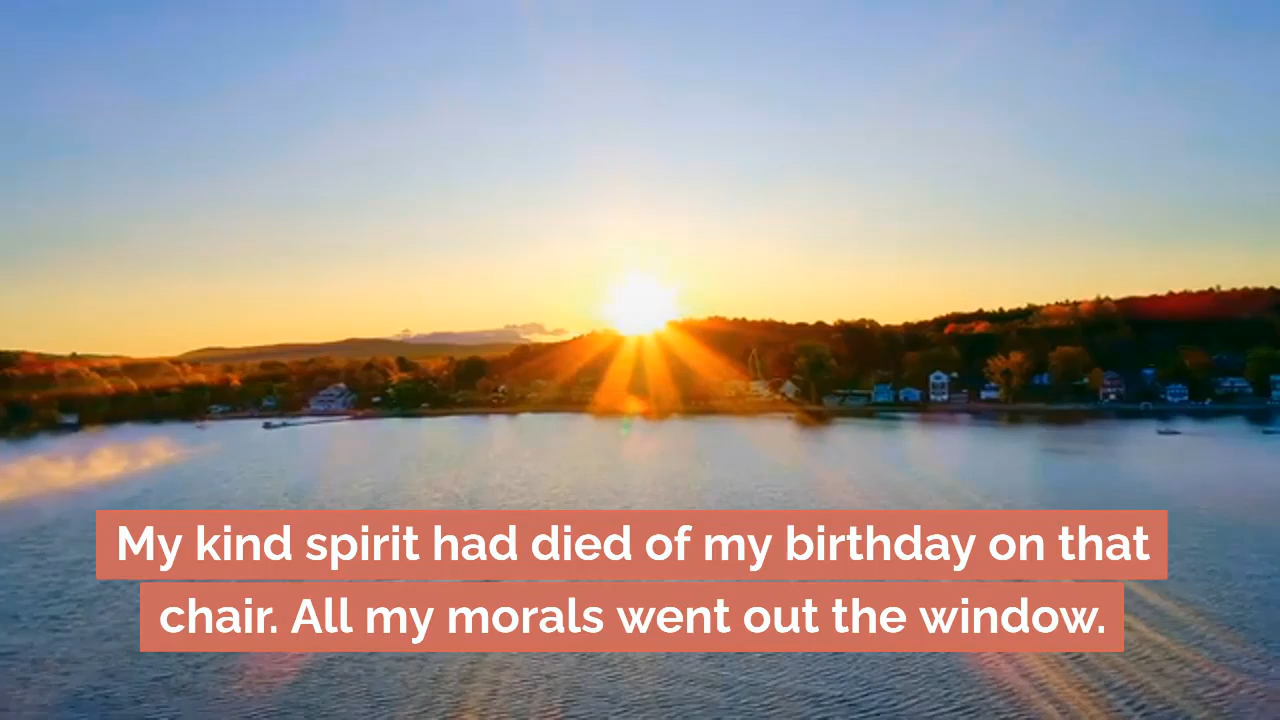 My kind spirit had died of my birthday on that
chair. All my morals went out the window.